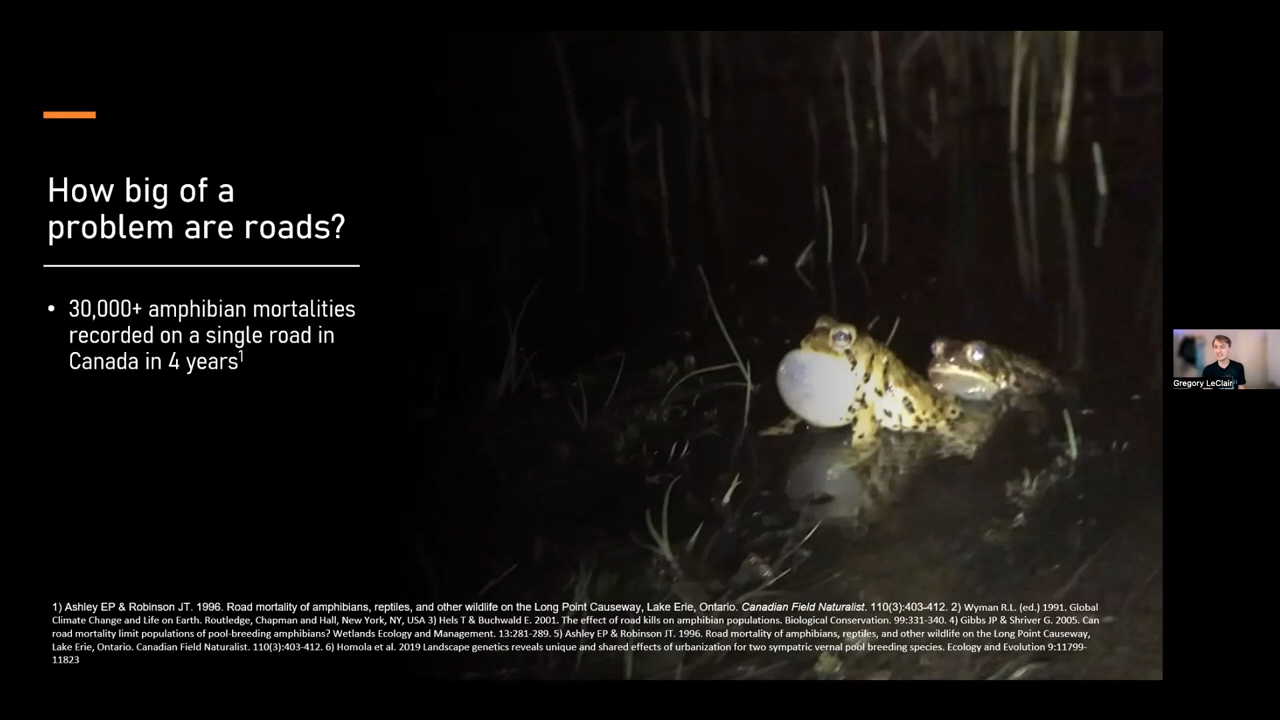 How big of a
problem are roads?
• 30,000+ amphibian mortalities
recorded on a single road in
Canada in 4 years1
Gregory LeClair
1) Ashley EP & Robinson JT. 1996. Road mortality of amphibians, reptiles, and other wildlife on the Long Point Causeway, Lake Erie, Ontario. Canadian Field Naturalist. 110(3):403-412. 2) Wyman R.L. (ed.) 1991. Global
Climate Change and Life on Earth. Routledge, Chapman and Hall, New York, NY, USA 3) Hels T & Buchwald E. 2001. The effect of road kills on amphibian populations. Biological Conservation. 99:331-340. 4) Gibbs JP & Shriver G. 2005. Can
road mortality limit populations of pool-breeding amphibians? Wetlands Ecology and Management. 13:281-289. 5) Ashley EP & Robinson JT. 1996. Road mortality of amphibians, reptiles, and other wildlife on the Long Point Causeway,
Lake Erie, Ontario. Canadian Field Naturalist. 110(3):403-412. 6) Homola et al. 2019 Landscape genetics reveals unique and shared effects of urbanization for two sympatric vernal pool breeding species. Ecology and Evolution 9:11799-
11823